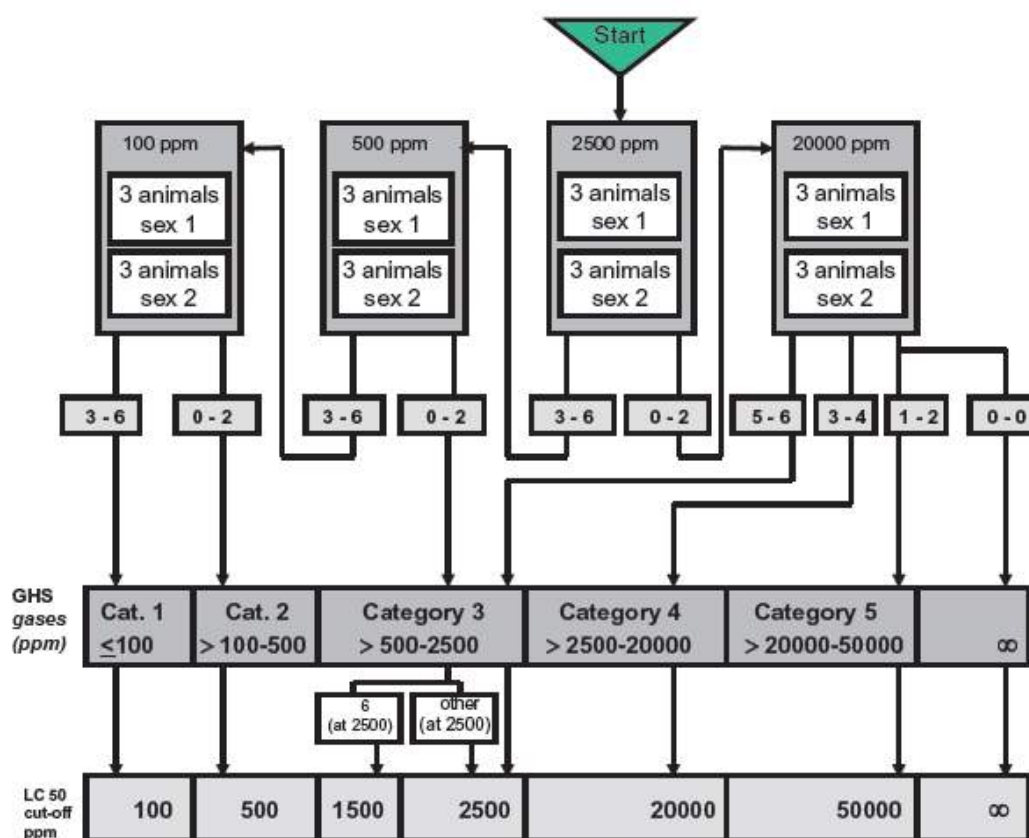 Start
100 ppm
3 animals
sex 1
3 animals
sex 2
500 ppm
3 animals
sex 1
3 animals
sex 2
2500 ppm
3 animals
sex 1
3 animals
sex 2
20000 ppm
3 animals
sex 1
3 animals
sex 2
3 - 6
0 - 2
3 - 6
0 - 2
3 - 6
0 - 2
5 - 6
3 - 4
1 - 2
0 - 0
GHS
gases
(ppm)
Cat. 1
≤100
Cat. 2
> 100-500
Category 3
> 500-2500
Category 4
> 2500-20000
Category 5
> 20000-50000
∞
6
(at 2500)
other
(at 2500)
LC 50
cut-off
ppm
100
500
1500
2500
20000
50000
∞